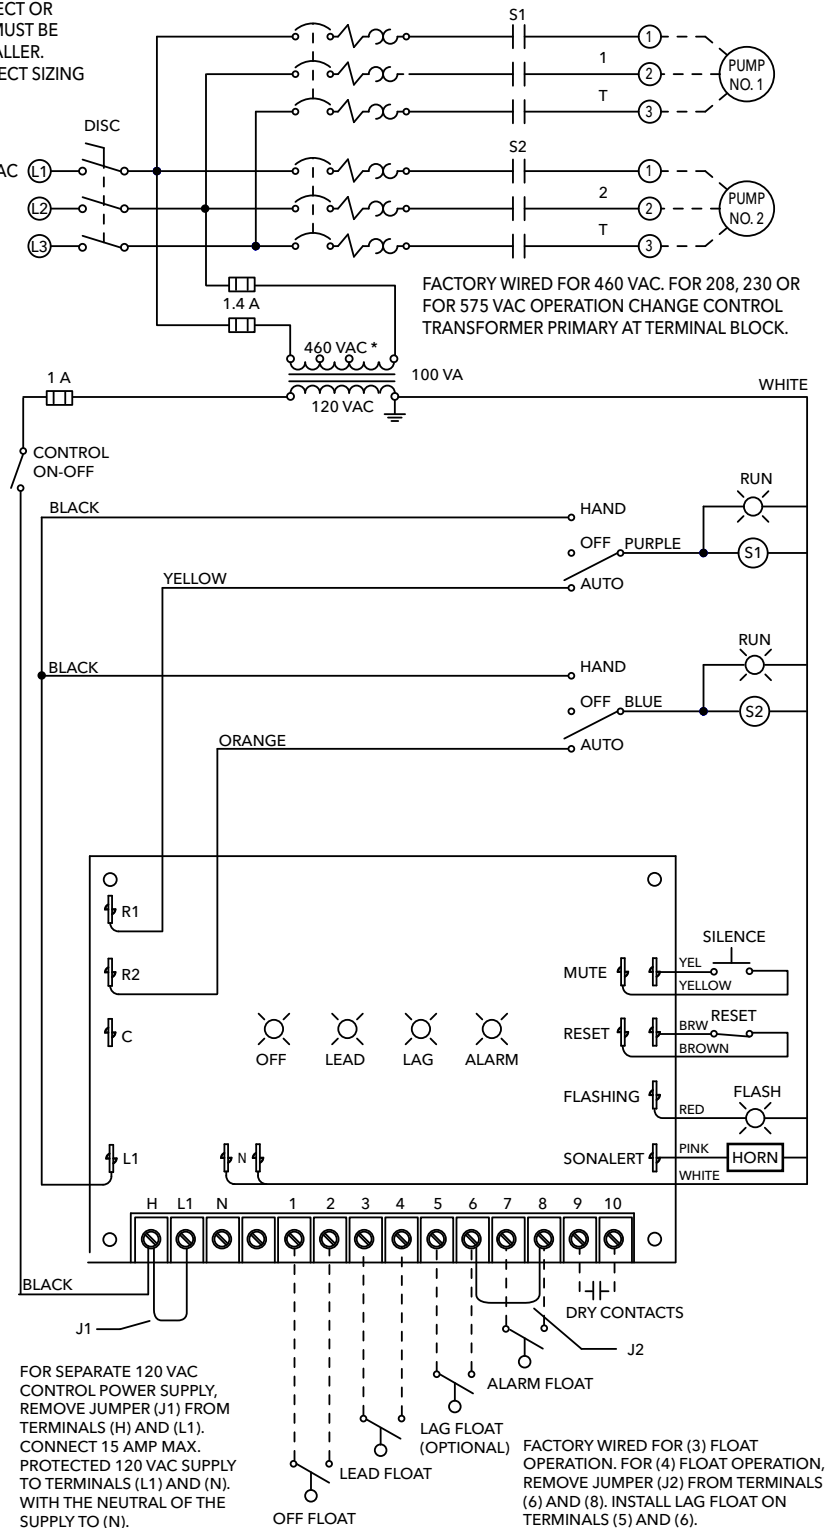 ECT OR
MUST BE
ALLER.
ECT SIZING
S1
1
1
2
T
3
PUMP
NO. 1
DISC
AC
L1
L2
L3
S2
1
2
2
T
3
PUMP
NO. 2
1.4 A
FACTORY WIRED FOR 460 VAC. FOR 208, 230 OR
FOR 575 VAC OPERATION CHANGE CONTROL
TRANSFORMER PRIMARY AT TERMINAL BLOCK.
460 VAC *
100 VA
120 VAC
1 A
WHITE
CONTROL
ON-OFF
BLACK
HAND
OFF
PURPLE
AUTO
RUN
S1
YELLOW
BLACK
HAND
OFF
BLUE
AUTO
RUN
S2
ORANGE
R1
R2
C
OFF
LEAD
LAG
ALARM
MUTE
YEL
SILENCE
YELLOW
RESET
BRW
RESET
BROWN
FLASHING
RED
FLASH
L1
N
SONALERT
PINK
HORN
WHITE
H L1 N 1 2 3 4 5 6 7 8 9 10
BLACK
J1
DRY CONTACTS
J2
ALARM FLOAT
LAG FLOAT
(OPTIONAL)
LEAD FLOAT
OFF FLOAT
FOR SEPARATE 120 VAC
CONTROL POWER SUPPLY,
REMOVE JUMPER (J1) FROM
TERMINALS (H) AND (L1).
CONNECT 15 AMP MAX.
PROTECTED 120 VAC SUPPLY
TO TERMINALS (L1) AND (N).
WITH THE NEUTRAL OF THE
SUPPLY TO (N).
FACTORY WIRED FOR (3) FLOAT
OPERATION. FOR (4) FLOAT OPERATION,
REMOVE JUMPER (J2) FROM TERMINALS
(6) AND (8). INSTALL LAG FLOAT ON
TERMINALS (5) AND (6).